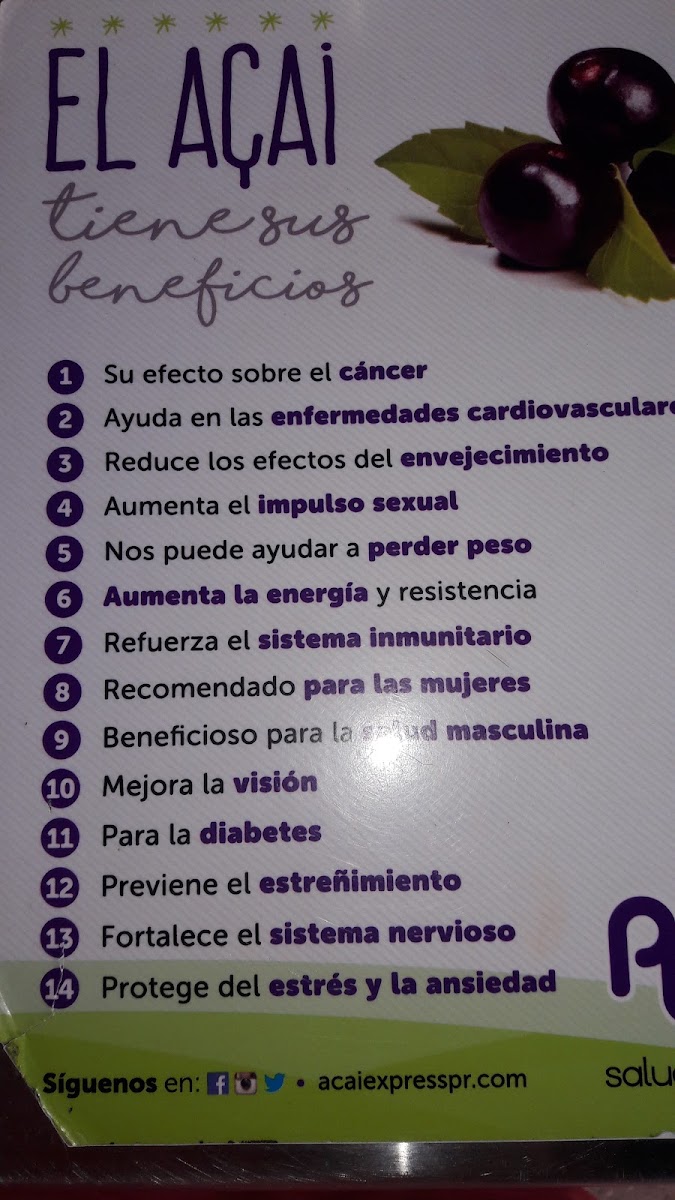 EL AÇAÍ
tiene sus
beneficios
1 Su efecto sobre el cáncer
2 Ayuda en las enfermedades cardiovasculare
3 Reduce los efectos del envejecimiento
4 Aumenta el impulso sexual
5 Nos puede ayudar a perder peso
6 Aumenta la energía y resistencia
7 Refuerza el sistema inmunitario
8 Recomendado para las mujeres
9 Beneficioso para la salud masculina
10 Mejora la visión
11 Para la diabetes
12 Previene el estreñimiento
13 Fortalece el sistema nervioso
14 Protege del estrés y la ansiedad
Síguenos en: • acaiexpresspr.com